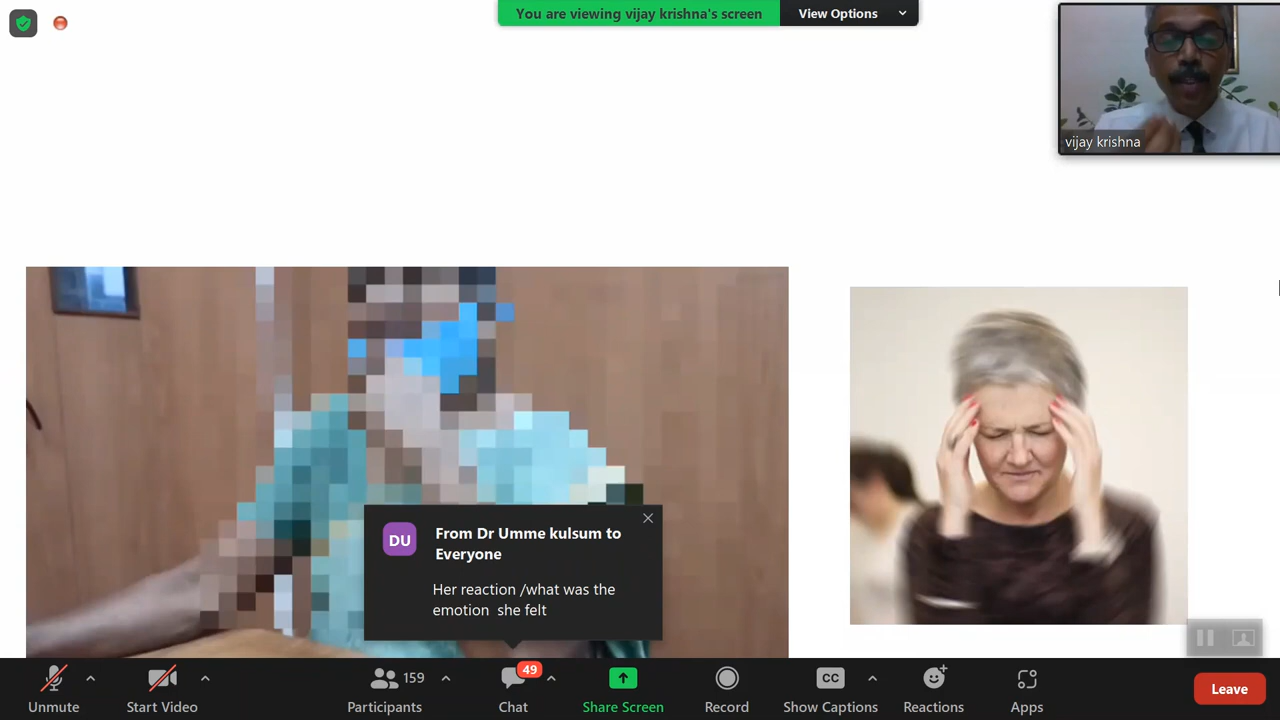 You are viewing vijay krishna's screen
View Options
vijay krishna
DU
From Dr Umme kulsum to
Everyone
Her reaction /what was the
emotion she felt
Unmute
Start Video
159
Participants
49
Chat
Share Screen
Record
CC
Show Captions
Reactions
Apps
Leave